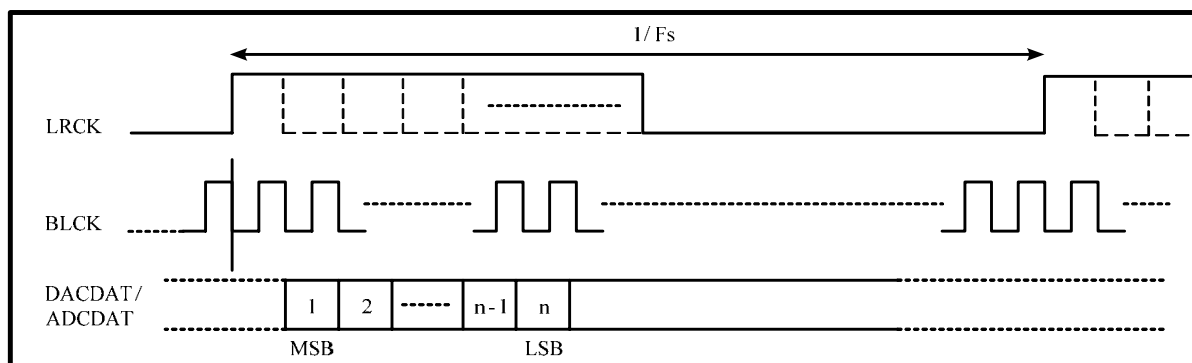 1/Fs
LRCK
BLCK
DACDAT/
ADCDAT
1 2 n-1 n
MSB LSB